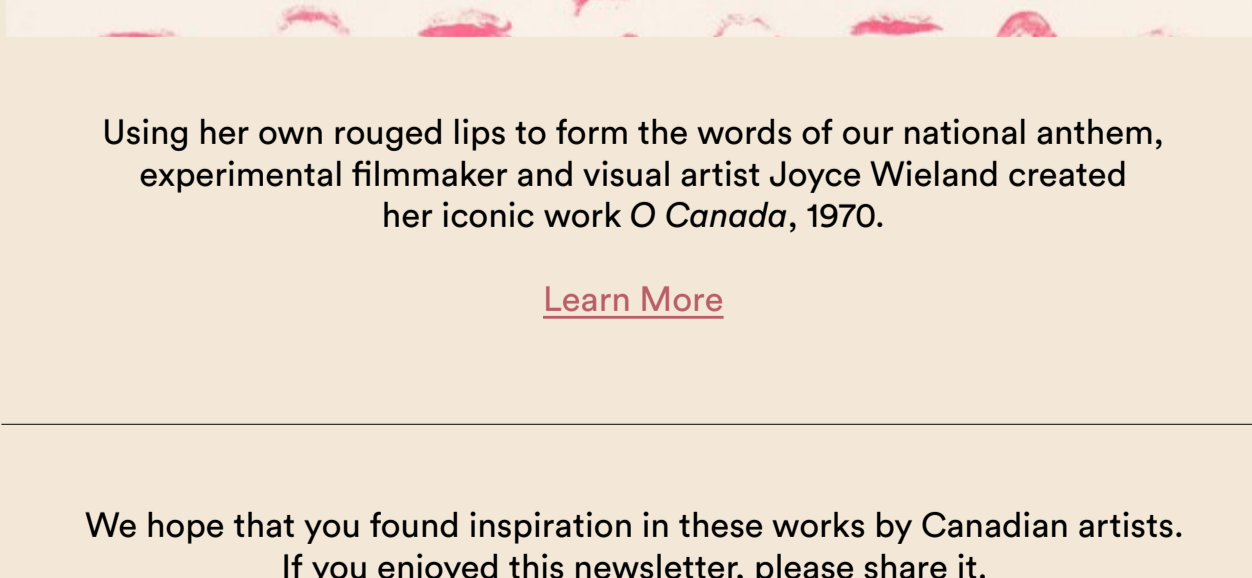 Using her own rouged lips to form the words of our national anthem,
experimental filmmaker and visual artist Joyce Wieland created
her iconic work O Canada, 1970.
Learn More
We hope that you found inspiration in these works by Canadian artists.
If you enjoyed this newsletter, please share it.